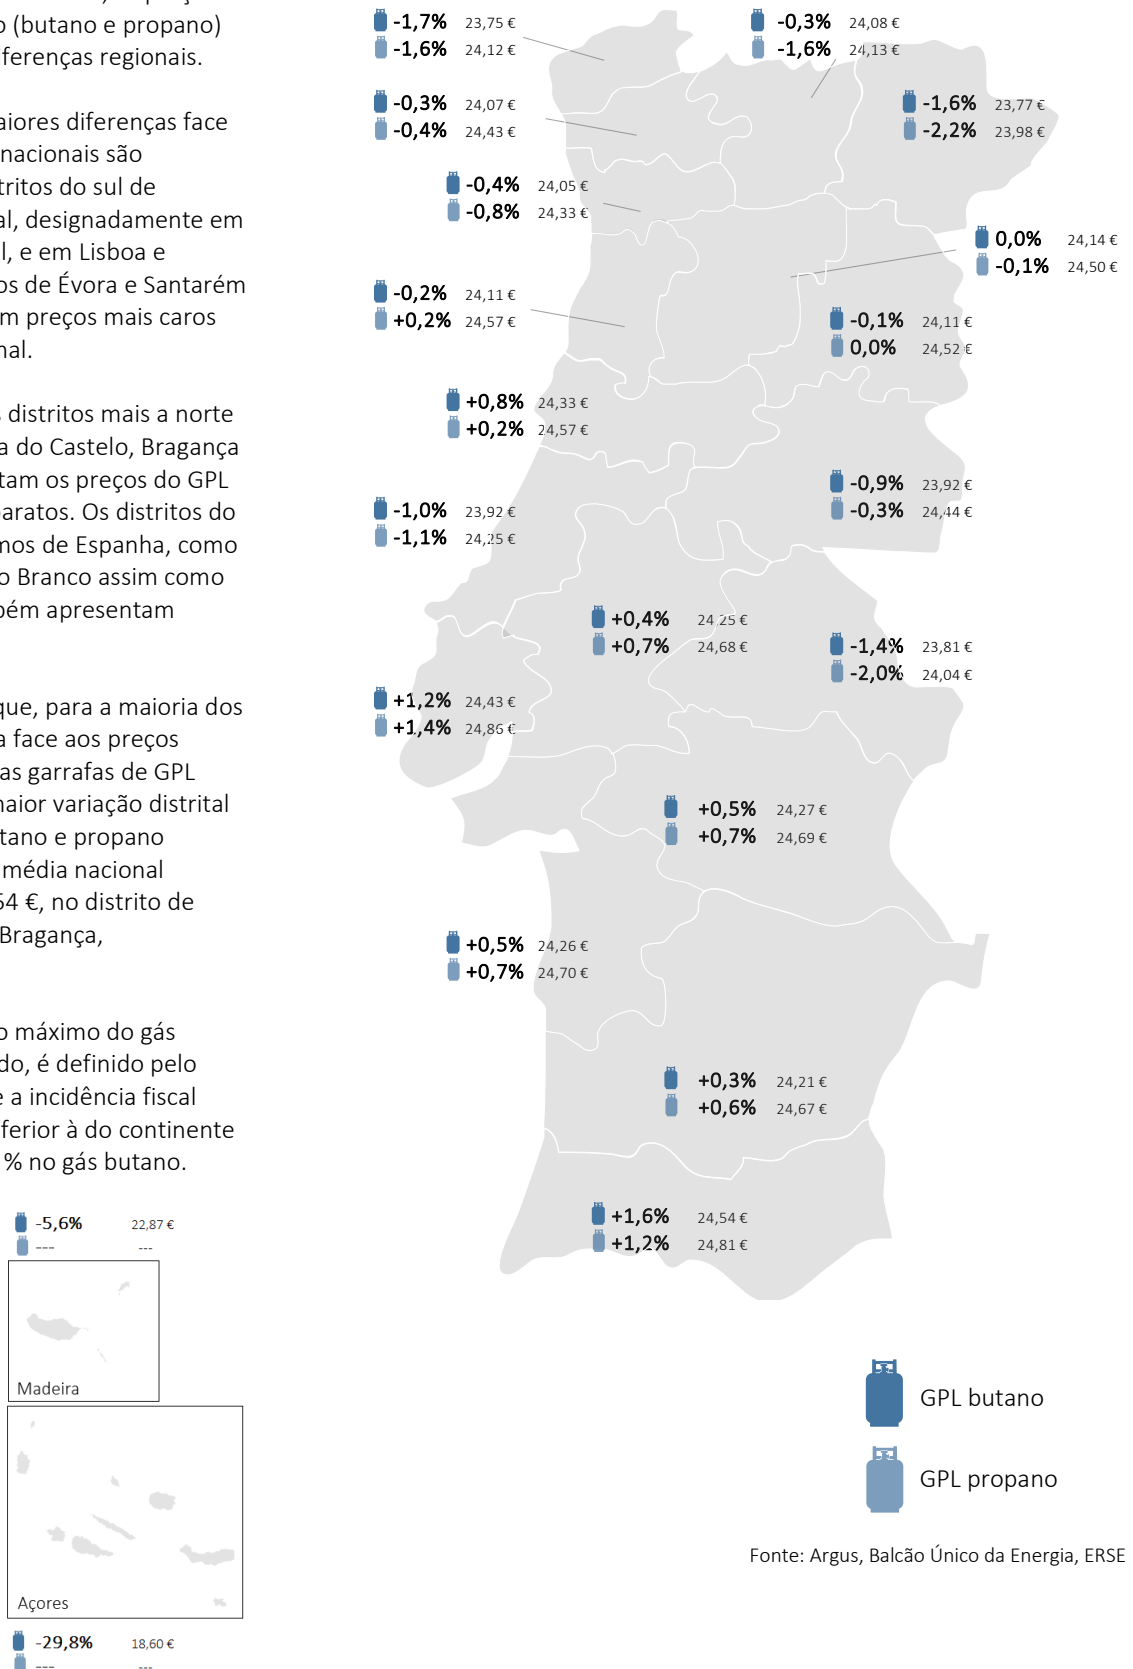 o (butano e propano)
ferenças regionais.
aiores diferenças face
nacionais são
tritos do sul de
al, designadamente em
l, e em Lisboa e
os de Évora e Santarém
m preços mais caros
nal.
s distritos mais a norte
a do Castelo, Bragança
tam os preços do GPL
paratos. Os distritos do
mos de Espanha, como
o Branco assim como
bém apresentam
que, para a maioria dos
a face aos preços
as garrafas de GPL
naior variação distrital
tano e propano
média nacional
54 €, no distrito de
Bragança,
o máximo do gás
do, é definido pelo
e a incidência fiscal
ferior à do continente
1 % no gás butano.
-1,7% 23,75 €
-1,6% 24,12 €
-0,3% 24,08 €
-1,6% 24,13 €
-0,3% 24,07 €
-0,4% 24,43 €
-1,6% 23,77 €
-2,2% 23,98 €
-0,4% 24,05 €
-0,8% 24,33 €
0,0% 24,14 €
-0,1% 24,50 €
-0,2% 24,11 €
+0,2% 24,57 €
-0,1% 24,11 €
0,0% 24,52 €
+0,8% 24,33 €
+0,2% 24,57 €
-0,9% 23,92 €
-0,3% 24,44 €
-1,0% 23,92 €
-1,1% 24,25 €
+0,4% 24,25 €
+0,7% 24,68 €
-1,4% 23,81 €
-2,0% 24,04 €
+1,2% 24,43 €
+1,4% 24,86 €
+0,5% 24,27 €
+0,7% 24,69 €
+0,5% 24,26 €
+0,7% 24,70 €
+0,3% 24,21 €
+0,6% 24,67 €
+1,6% 24,54 €
+1,2% 24,81 €
-5,6% 22,87 €
--- ---
Madeira
Açores
-29,8% 18,60 €
--- ---
GPL butano
GPL propano
Fonte: Argus, Balcão Único da Energia, ERSE